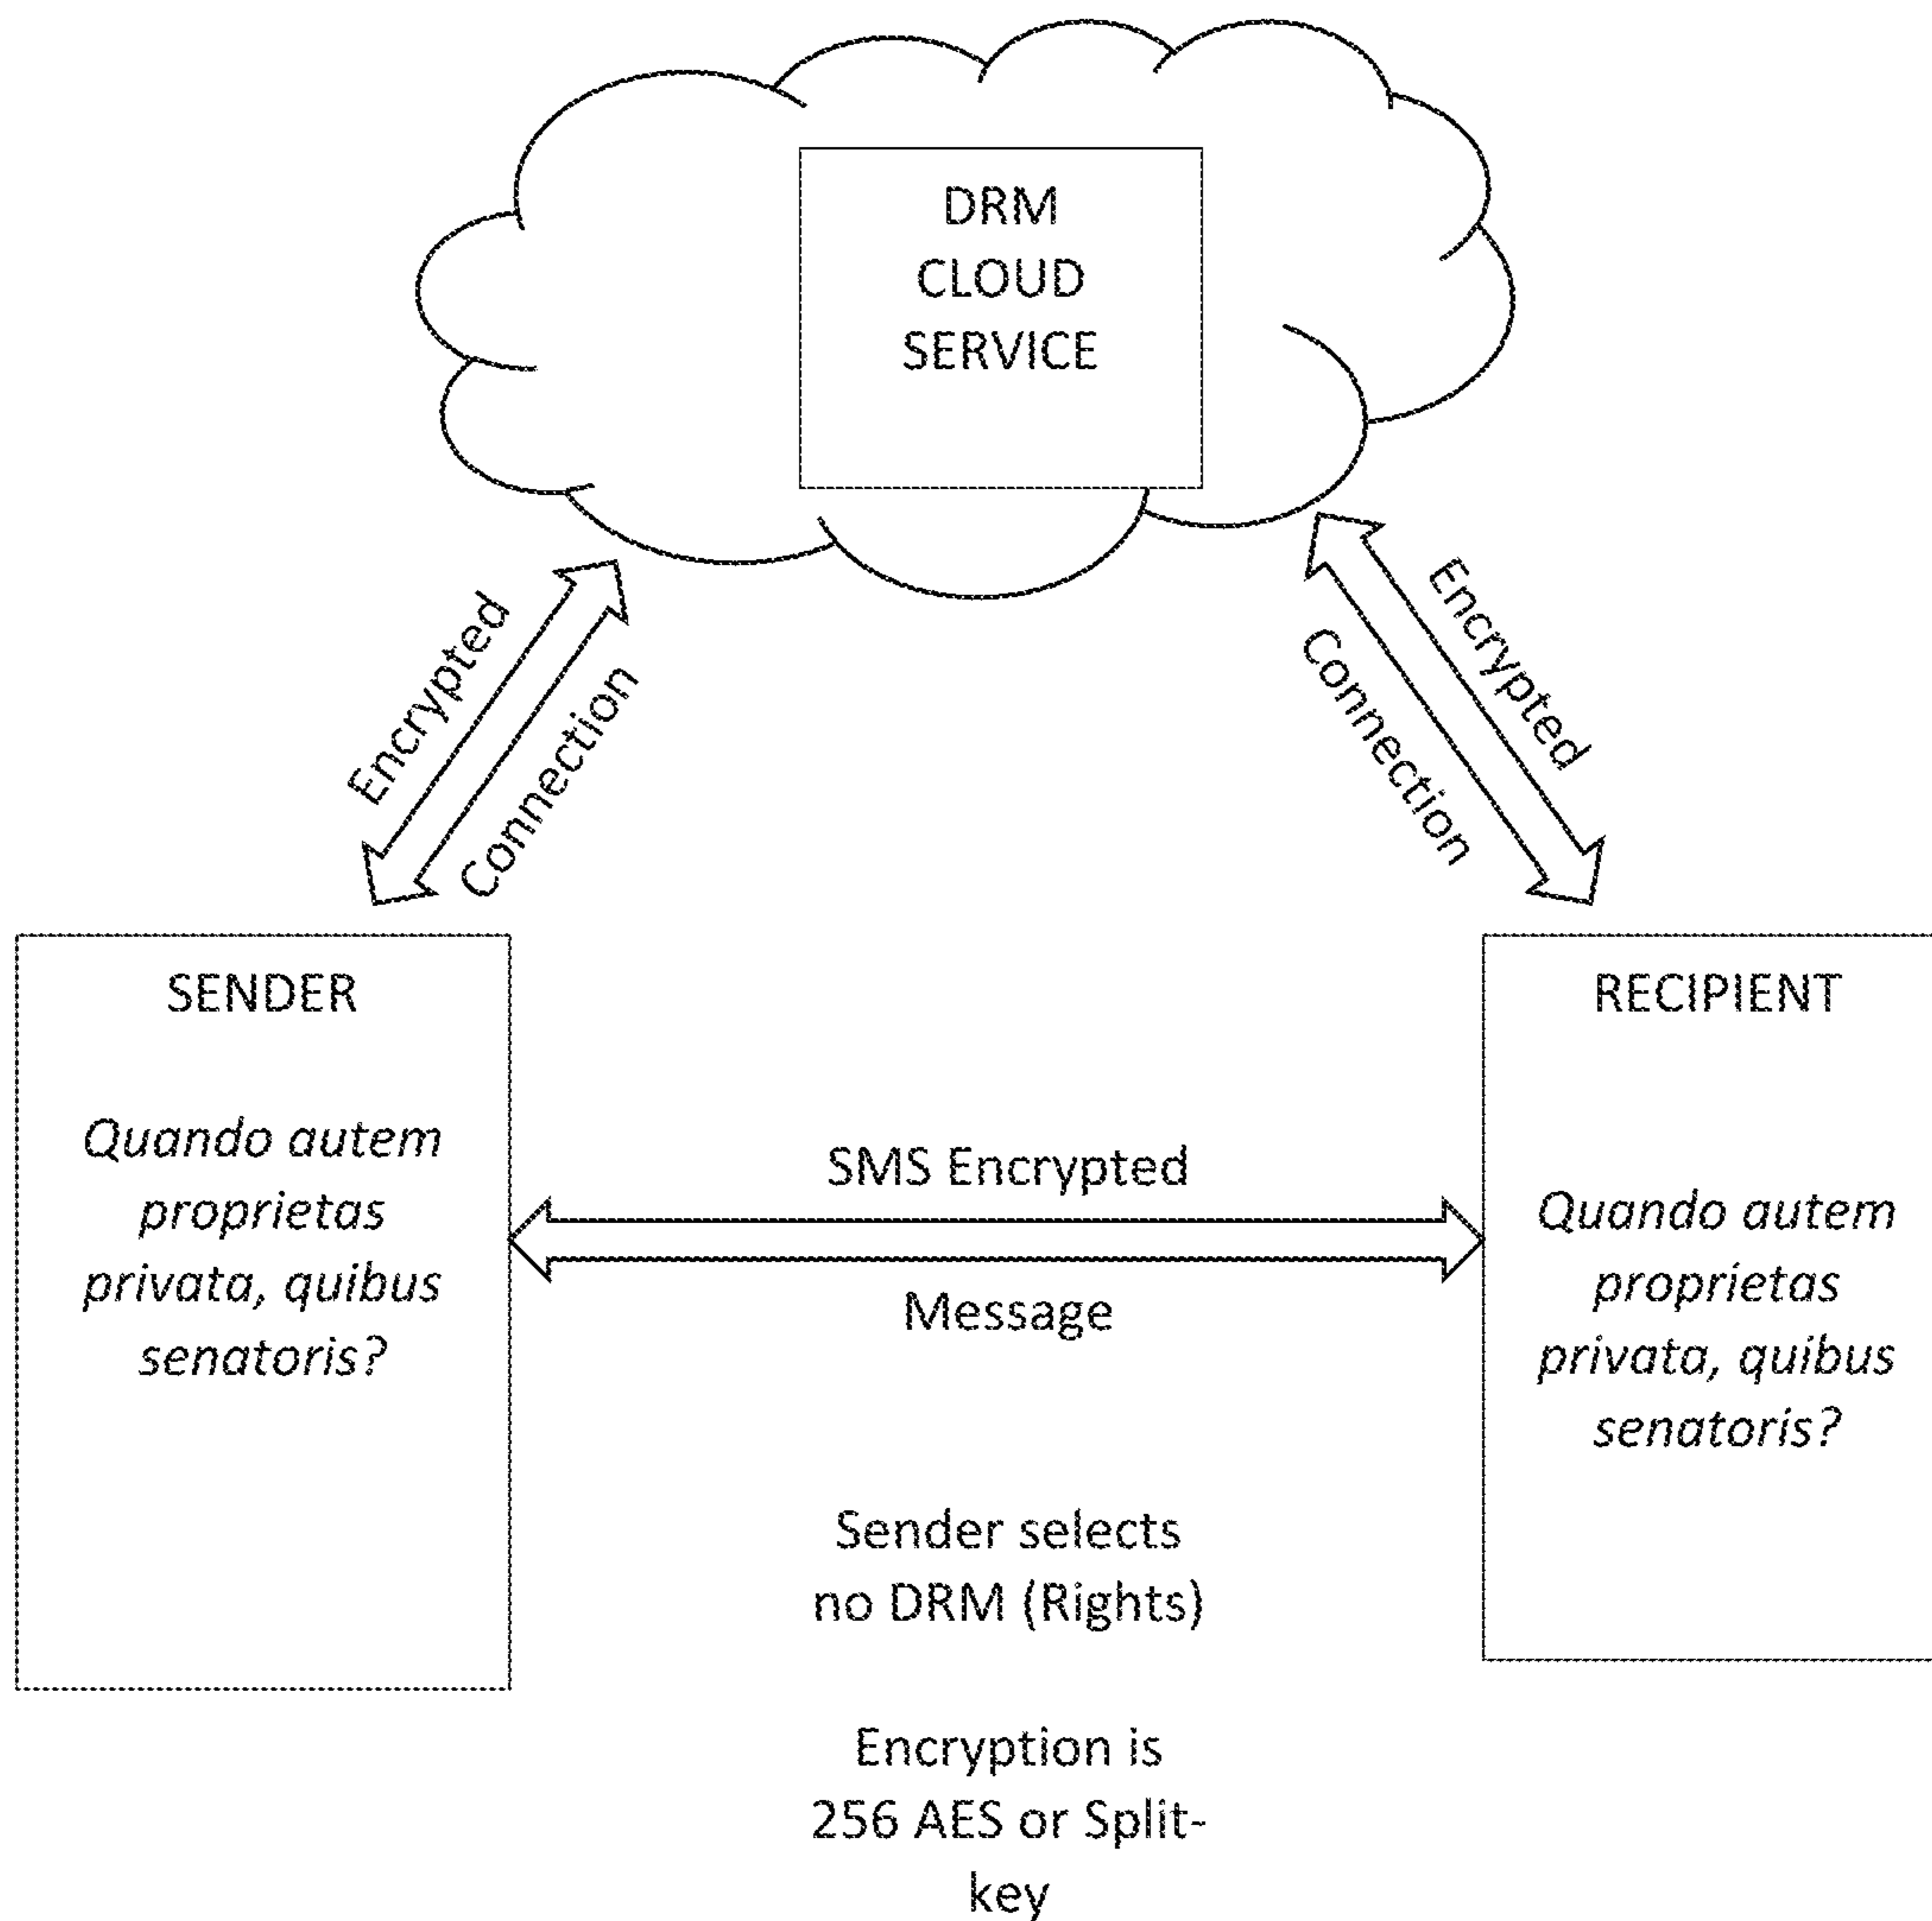 DRM
CLOUD
SERVICE
Encrypted
Connection
Encrypted
Connection
SENDER
Quando autem
proprietas
privata, quibus
senatoris?
SMS Encrypted
Message
RECIPIENT
Quando autem
proprietas
privata, quibus
senatoris?
Sender selects
no DRM (Rights)
Encryption is
256 AES or Split-
key